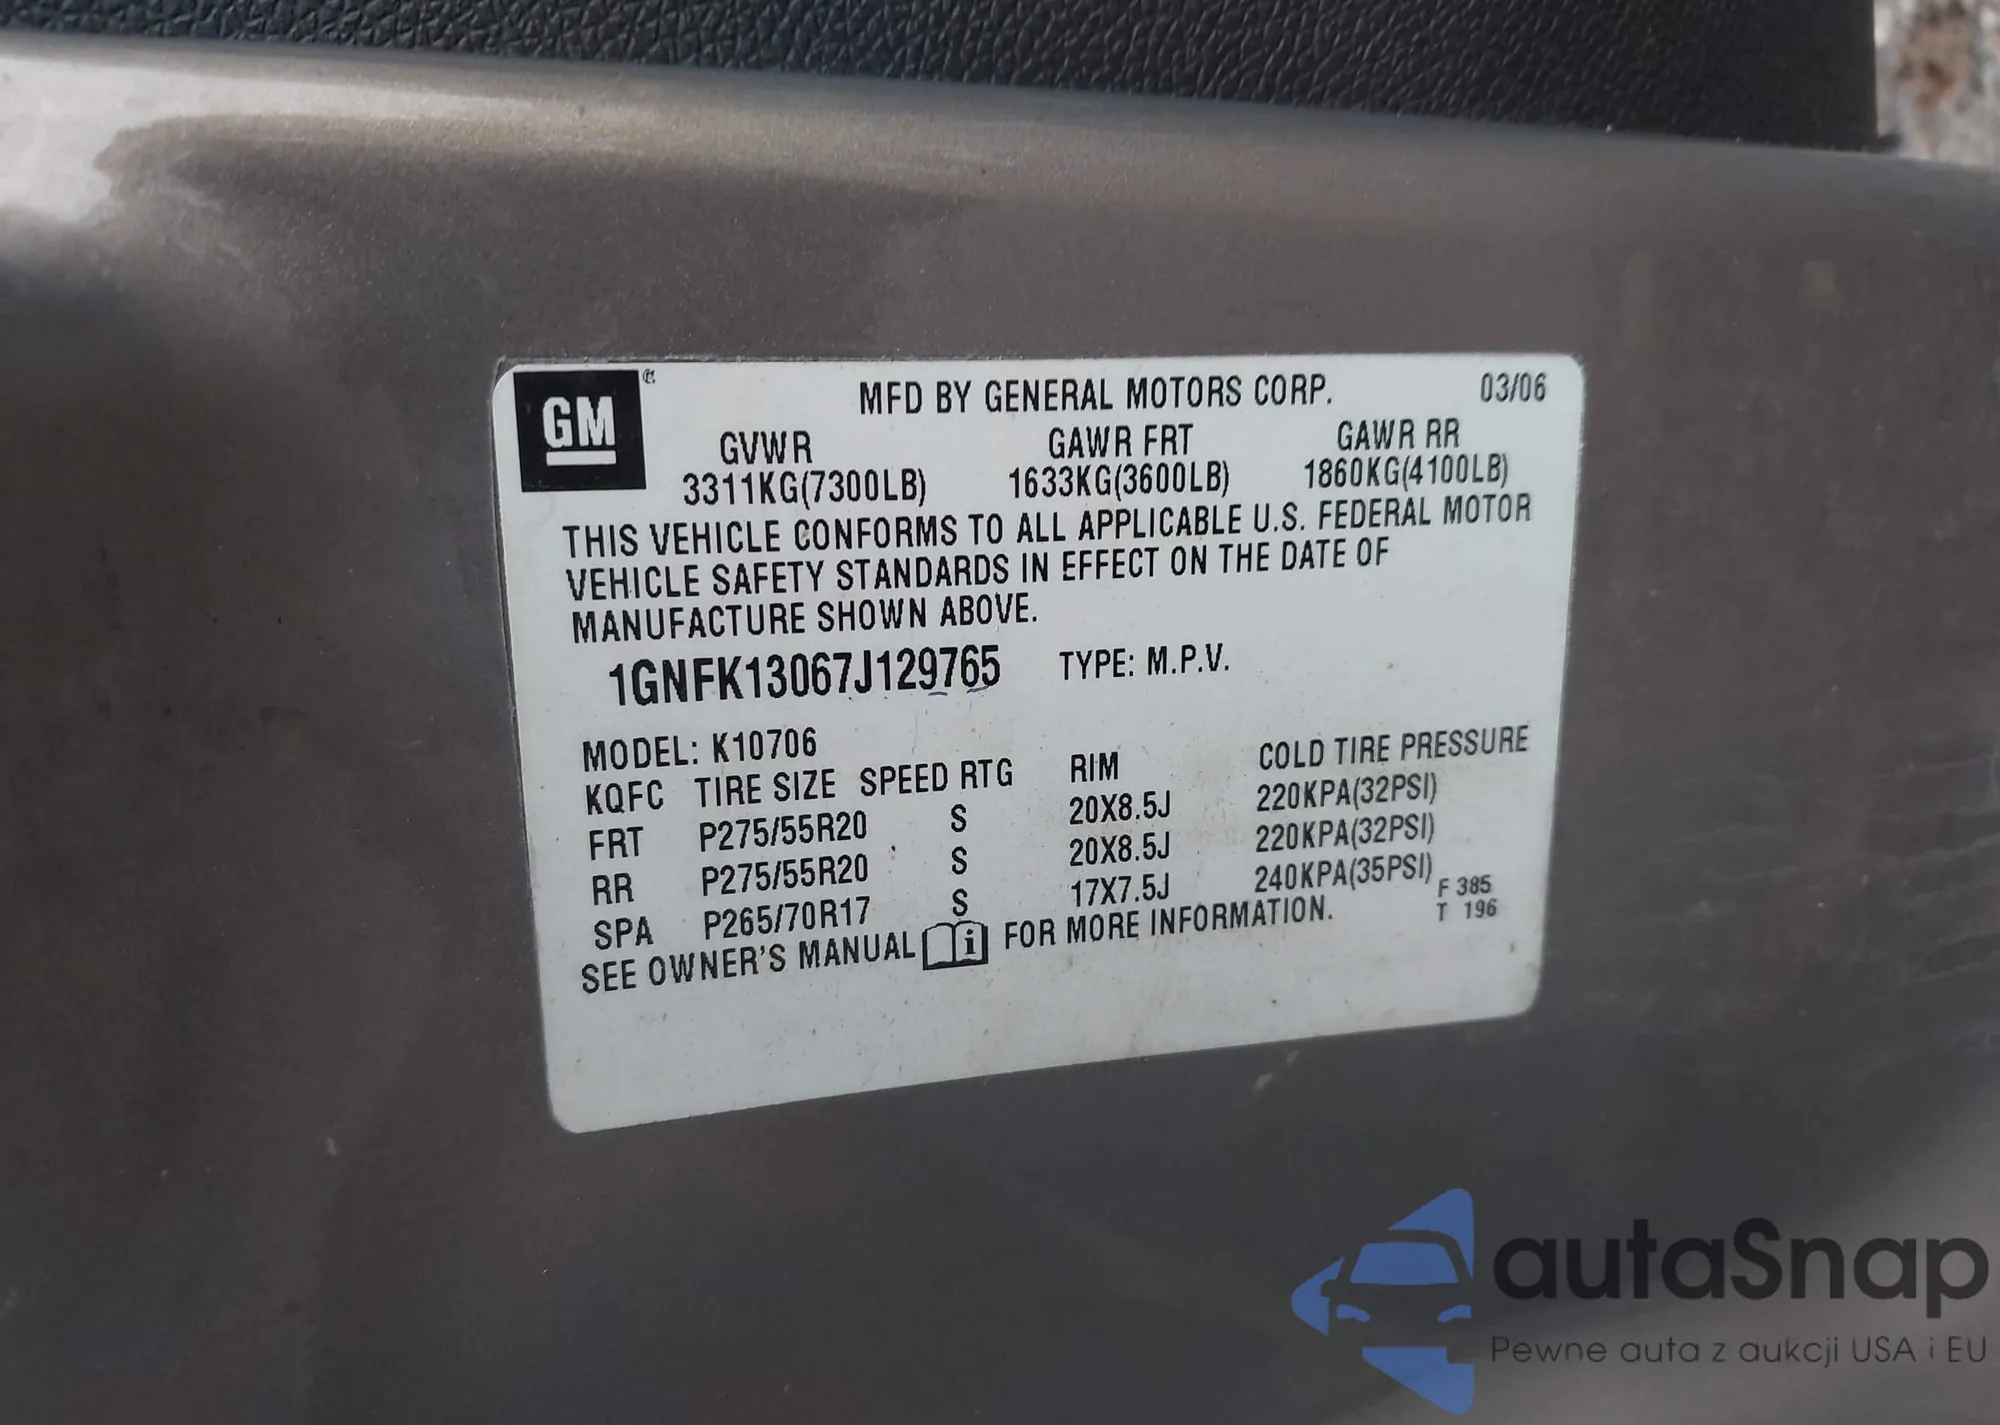 GM
MFD BY GENERAL MOTORS CORP. 03/06
GVWR GAWR FRT GAWR RR
3311KG(7300LB) 1633KG(3600LB) 1860KG(4100LB)
THIS VEHICLE CONFORMS TO ALL APPLICABLE U.S. FEDERAL MOTOR
VEHICLE SAFETY STANDARDS IN EFFECT ON THE DATE OF
MANUFACTURE SHOWN ABOVE.
1GNFK13067J129765 TYPE: M.P.V.
MODEL: K10706
KQFC TIRE SIZE SPEED RTG RIM COLD TIRE PRESSURE
FRT P275/55R20 S 20X8.5J 220KPA(32PSI)
RR P275/55R20 S 20X8.5J 220KPA(32PSI)
SPA P265/70R17 S 17X7.5J 240KPA(35PSI)
SEE OWNER'S MANUAL i FOR MORE INFORMATION.
F 385
T 196
autaSnap
Pewne auta z aukcji USA i EU